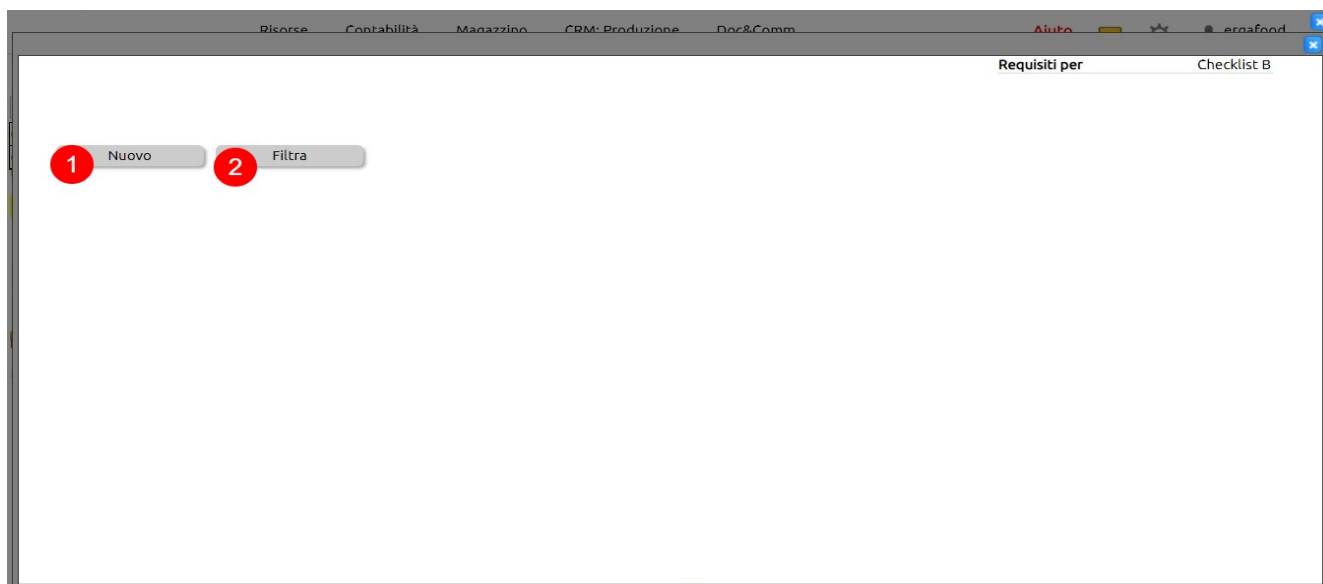 Risorse Contabilità Magazzino CRM: Produzione Doc&Comm Aiuto ergafood
Requisiti per Checklist B
1 Nuovo 2 Filtra